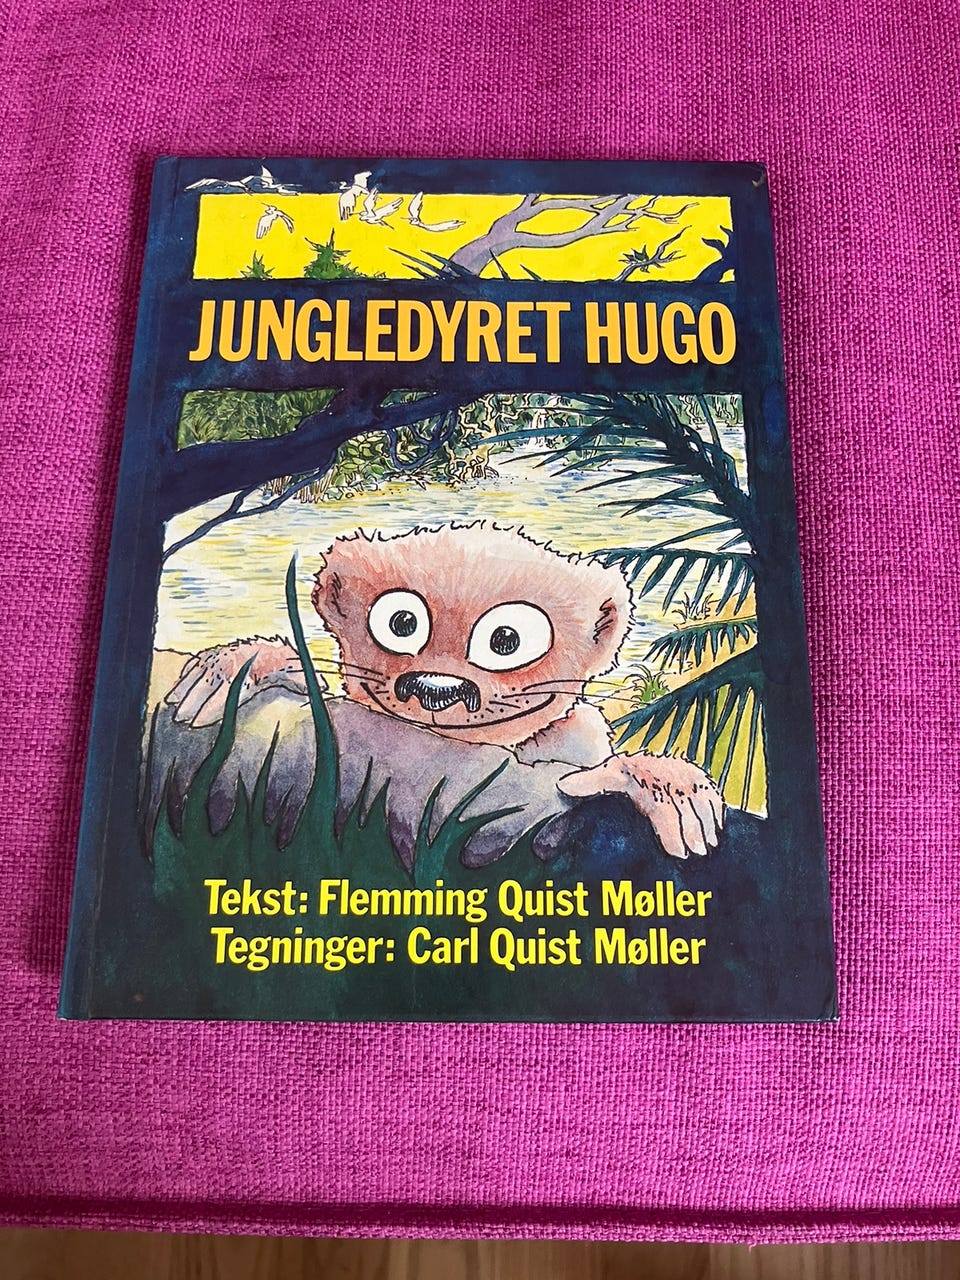 JUNGLEDYRET HUGO
Tekst: Flemming Quist Møller
Tegninger: Carl Quist Møller